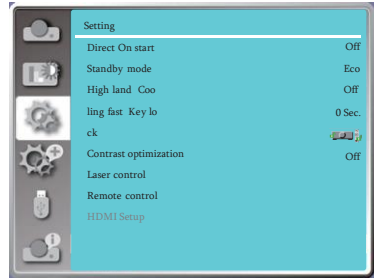 Setting
Direct On start Off
Standby mode Eco
High land Coo Off
ling fast Key lo 0 Sec.
ck
Contrast optimization Off
Laser control
Remote control
HDMI Setup